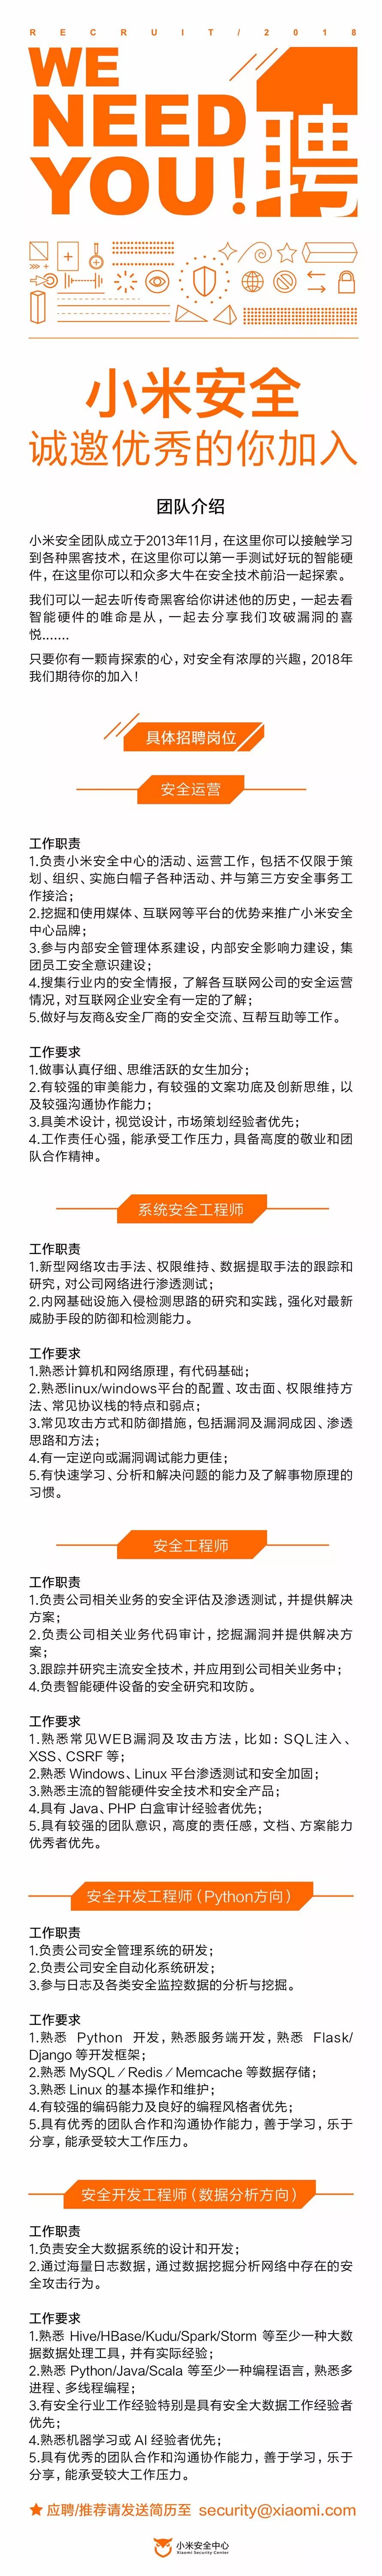 RECRUIT/2018
WE
NEED
YOU!
聘
小米安全
诚邀优秀的你加入
团队介绍
小米安全团队成立于2013年11月，在这里你可以接触学习
到各种黑客技术，在这里你可以第一手测试好玩的智能硬
件，在这里你可以和众多大牛在安全技术前沿一起探索。
我们可以一起去听传奇黑客给你讲述他的历史，一起去看
智能硬件的唯命是从，一起去分享我们攻破漏洞的喜
悦.......
只要你有一颗肯探索的心，对安全有浓厚的兴趣，2018年
我们期待你的加入！
具体招聘岗位
安全运营
工作职责
1.负责小米安全中心的活动、运营工作，包括不仅限于策
划、组织、实施白帽子各种活动、并与第三方安全事务工
作接洽；
2.挖掘和使用媒体、互联网等平台的优势来推广小米安全
中心品牌；
3.参与内部安全管理体系建设，内部安全影响力建设，集
团员工安全意识建设；
4.搜集行业内的安全情报，了解各互联网公司的安全运营
情况，对互联网企业安全有一定的了解；
5.做好与友商&安全厂商的安全交流、互帮互助等工作。
工作要求
1.做事认真仔细、思维活跃的女生加分；
2.有较强的审美能力，有较强的文案功底及创新思维，以
及较强沟通协作能力；
3.具美术设计，视觉设计，市场策划经验者优先；
4.工作责任心强，能承受工作压力，具备高度的敬业和团
队合作精神。
系统安全工程师
工作职责
1.新型网络攻击手法、权限维持、数据提取手法的跟踪和
研究，对公司网络进行渗透测试；
2.内网基础设施入侵检测思路的研究和实践，强化对最新
威胁手段的防御和检测能力。
工作要求
1.熟悉计算机和网络原理，有代码基础；
2.熟悉linux/windows平台的配置、攻击面、权限维持方
法、常见协议栈的特点和弱点；
3.常见攻击方式和防御措施，包括漏洞及漏洞成因、渗透
思路和方法；
4.有一定逆向或漏洞调试能力更佳；
5.有快速学习、分析和解决问题的能力及了解事物原理的
习惯。
安全工程师
工作职责
1.负责公司相关业务的安全评估及渗透测试，并提供解决
方案；
2.负责公司相关业务代码审计，挖掘漏洞并提供解决方
案；
3.跟踪并研究主流安全技术，并应用到公司相关业务中；
4.负责智能硬件设备的安全研究和攻防。
工作要求
1.熟悉常见WEB漏洞及攻击方法，比如：SQL注入、
XSS、CSRF 等；
2.熟悉 Windows、Linux 平台渗透测试和安全加固；
3.熟悉主流的智能硬件安全技术和安全产品；
4.具有 Java、PHP 白盒审计经验者优先；
5.具有较强的团队意识，高度的责任感，文档、方案能力
优秀者优先。
安全开发工程师（Python方向）
工作职责
1.负责公司安全管理系统的研发；
2.负责公司安全自动化系统研发；
3.参与日志及各类安全监控数据的分析与挖掘。
工作要求
1.熟悉 Python 开发，熟悉服务端开发，熟悉 Flask/
Django 等开发框架；
2.熟悉 MySQL / Redis / Memcache 等数据存储；
3.熟悉 Linux 的基本操作和维护；
4.有较强的编码能力及良好的编程风格者优先；
5.具有优秀的团队合作和沟通协作能力，善于学习，乐于
分享，能承受较大工作压力。
安全开发工程师（数据分析方向）
工作职责
1.负责安全大数据系统的设计和开发；
2.通过海量日志数据，通过数据挖掘分析网络中存在的安
全攻击行为。
工作要求
1.熟悉 Hive/HBase/Kudu/Spark/Storm 等至少一种大数
据数据处理工具，并有实际经验；
2.熟悉 Python/Java/Scala 等至少一种编程语言，熟悉多
进程、多线程编程；
3.有安全行业工作经验特别是具有安全大数据工作经验者
优先；
4.熟悉机器学习或 AI 经验者优先；
5.具有优秀的团队合作和沟通协作能力，善于学习，乐于
分享，能承受较大工作压力。
应聘/推荐请发送简历至 security@xiaomi.com
小米安全中心
Xiaomi Security Center